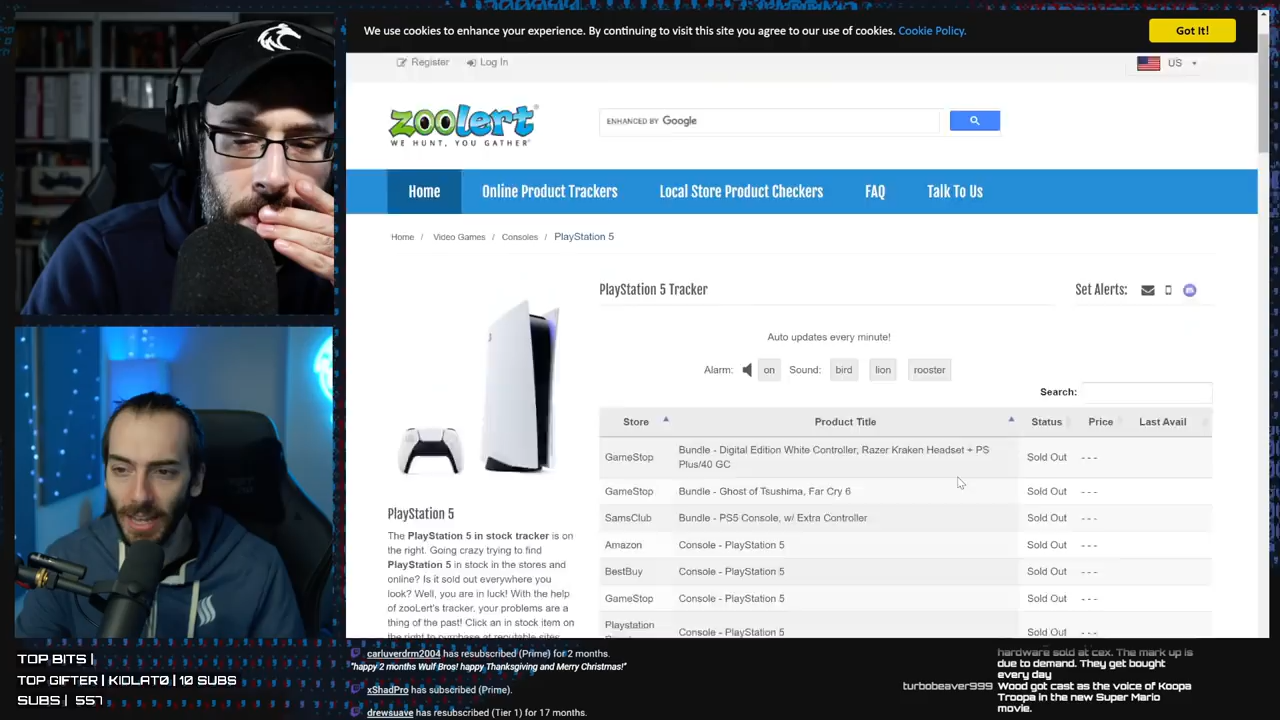 We use cookies to enhance your experience. By continuing to visit this site you agree to our use of cookies. Cookie Policy.
Got It!
Register
Log In
US
zoolert
WE HUNT, YOU GATHER
ENHANCED BY Google
Home
Online Product Trackers
Local Store Product Checkers
FAQ
Talk To Us
Home / Video Games / Consoles / PlayStation 5
PlayStation 5 Tracker
Set Alerts:
Auto updates every minute!
Alarm: on Sound: bird lion rooster
Search:
Store Product Title Status Price Last Avail
GameStop Bundle - Digital Edition White Controller, Razer Kraken Headset + PS
Plus/40 GC Sold Out - - -
GameStop Bundle - Ghost of Tsushima, Far Cry 6 Sold Out - - -
SamsClub Bundle - PS5 Console, w/ Extra Controller Sold Out - - -
Amazon Console - PlayStation 5 Sold Out - - -
BestBuy Console - PlayStation 5 Sold Out - - -
GameStop Console - PlayStation 5 Sold Out - - -
Playstation
Console - PlayStation 5 Sold Out - - -
PlayStation 5
The PlayStation 5 in stock tracker is on
the right. Going crazy trying to find
PlayStation 5 in stock in the stores and
online? Is it sold out everywhere you
look? Well, you are in luck! With the help
of zooLert's tracker, your problems are a
thing of the past! Click an in stock item on
the right to purchase at reputable sites
TOP BITS |
TOP GIFTER | KIDLAT0 | 10 SUBS
SUBS | 557
carluverdrm2004 has resubscribed (Prime) for 2 months.
"happy 2 months Wulf Bros! happy Thanksgiving and Merry Christmas!"
xShadPro has subscribed (Prime).
drewsuave has resubscribed (Tier 1) for 17 months.
hardware sold at cex. The mark up is
due to demand. They get bought
every day
turbobeaver999 Wood got cast as the voice of Koopa
Troopa in the new Super Mario
movie.